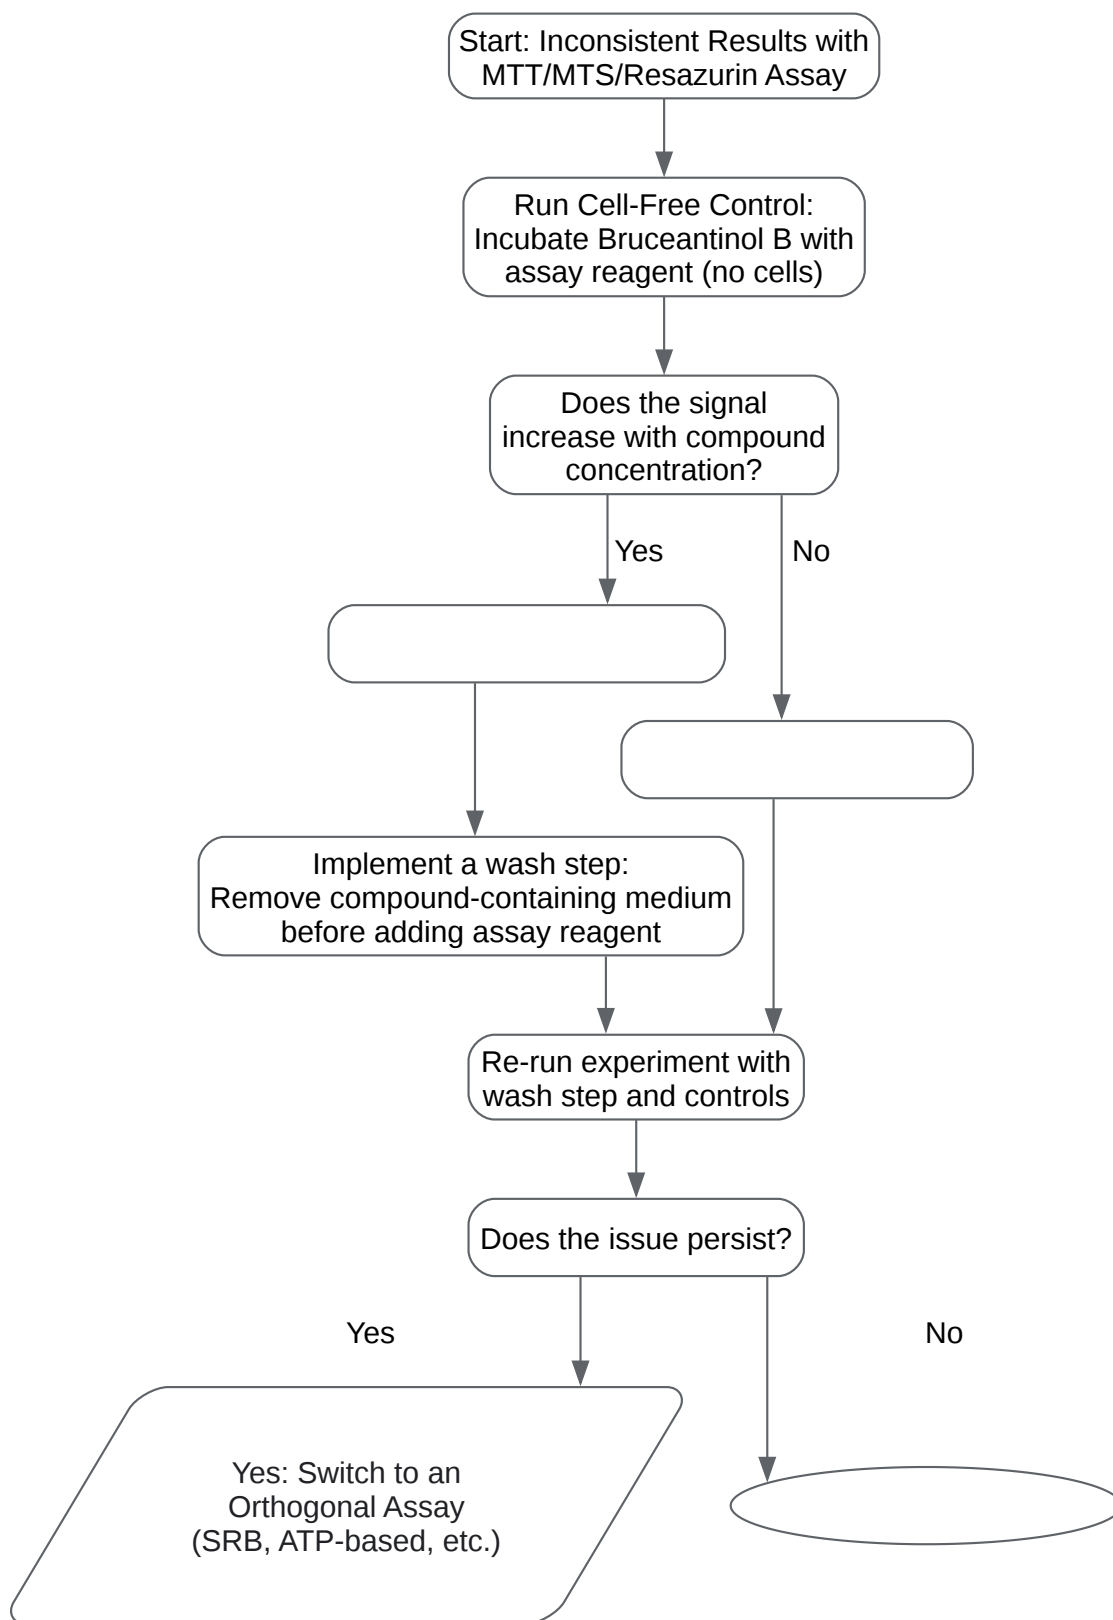 Start: Inconsistent Results with
MTT/MTS/Resazurin Assay
Run Cell-Free Control:
Incubate Bruceantinol B with
assay reagent (no cells)
Does the signal
increase with compound
concentration?
Yes
No
Implement a wash step:
Remove compound-containing medium
before adding assay reagent
Re-run experiment with
wash step and controls
Does the issue persist?
Yes
No
Yes: Switch to an
Orthogonal Assay
(SRB, ATP-based, etc.)